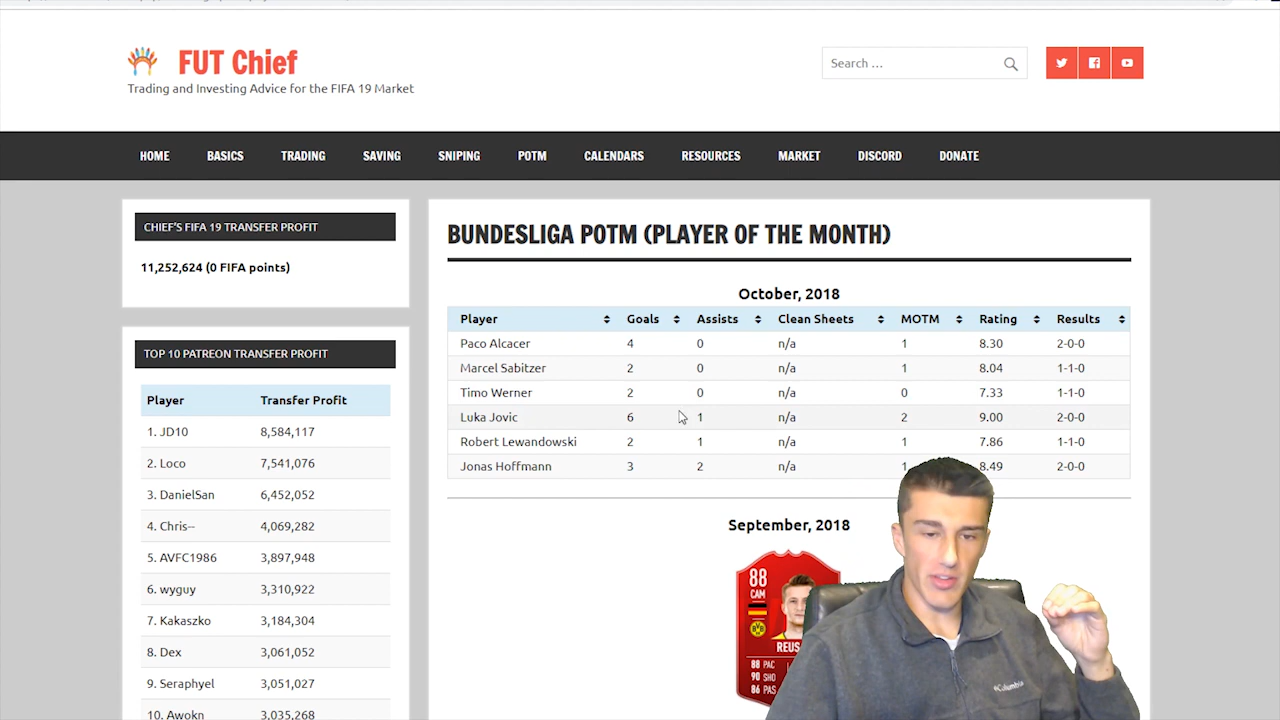 FUT Chief
Trading and Investing Advice for the FIFA 19 Market
Search ...
HOME BASICS TRADING SAVING SNIPING POTM CALENDARS RESOURCES MARKET DISCORD DONATE
CHIEF'S FIFA 19 TRANSFER PROFIT
11,252,624 (0 FIFA points)
TOP 10 PATREON TRANSFER PROFIT
Player Transfer Profit
1. JD10 8,584,117
2. Loco 7,541,076
3. DanielSan 6,452,052
4. Chris-- 4,069,282
5. AVFC1986 3,897,948
6. wyguy 3,310,922
7. Kakaszko 3,184,304
8. Dex 3,061,052
9. Seraphyel 3,051,027
10. Awokn 3,035,268
BUNDESLIGA POTM (PLAYER OF THE MONTH)
October, 2018
Player Goals Assists Clean Sheets MOTM Rating Results
Paco Alcacer 4 0 n/a 1 8.30 2-0-0
Marcel Sabitzer 2 0 n/a 1 8.04 1-1-0
Timo Werner 2 0 n/a 0 7.33 1-1-0
Luka Jovic 6 1 n/a 2 9.00 2-0-0
Robert Lewandowski 2 1 n/a 1 7.86 1-1-0
Jonas Hoffmann 3 2 n/a 1 8.49 2-0-0
September, 2018
88
CAM
REUS
88 PAC
90 SHO
86 PAS
Columbia